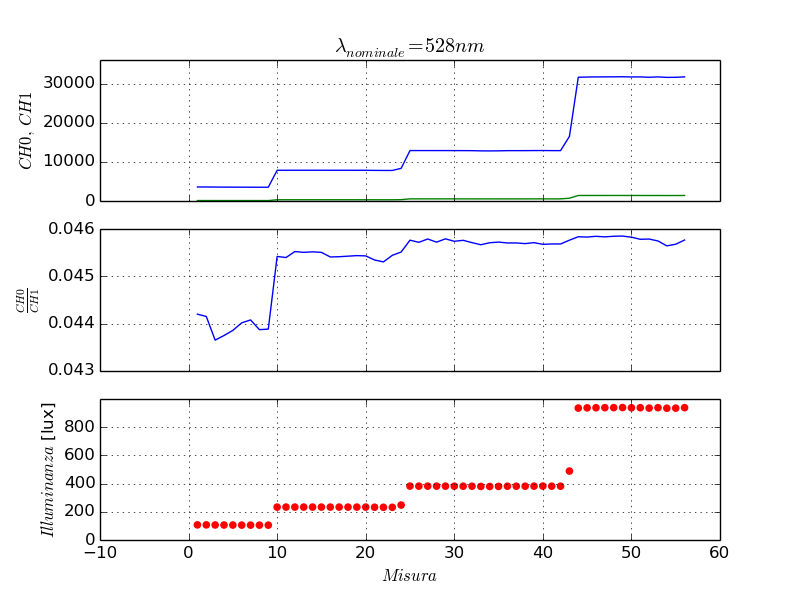 λnominale = 528nm
30000
20000
10000
0
CH0, CH1
0.046
0.045
0.044
0.043
CH0
CH1
800
600
400
200
0
Illuminanza [lux]
−10 0 10 20 30 40 50 60
Misura